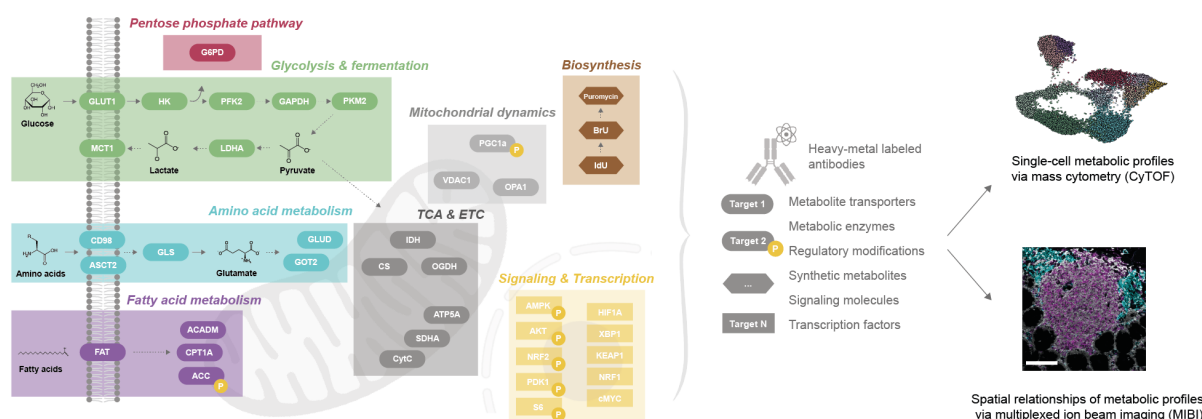 Pentose phosphate pathway
G6PD
Glycolysis & fermentation
Glucose
GLUT1
HK
PFK2
GAPDH
PKM2
MCT1
Lactate
LDHA
Pyruvate
Amino acid metabolism
Amino acids
CD98
ASCT2
GLS
Glutamate
GLUD
GOT2
Fatty acid metabolism
Fatty acids
FAT
ACADM
CPT1A
ACC
P
Mitochondrial dynamics
PGC1a
P
VDAC1
OPA1
TCA & ETC
IDH
CS
OGDH
ATP5A
SDHA
CytC
Biosynthesis
Puromycin
BrU
IdU
Signaling & Transcription
AMPK
P
AKT
P
NRF2
P
PDK1
P
S6
P
HIF1A
XBP1
KEAP1
NRF1
cMYC
Heavy-metal labeled
antibodies
Target 1
Target 2
P
...
Target N
Metabolite transporters
Metabolic enzymes
Regulatory modifications
Synthetic metabolites
Signaling molecules
Transcription factors
Single-cell metabolic profiles
via mass cytometry (CyTOF)
Spatial relationships of metabolic profiles
via multiplexed ion beam imaging (MIBI)